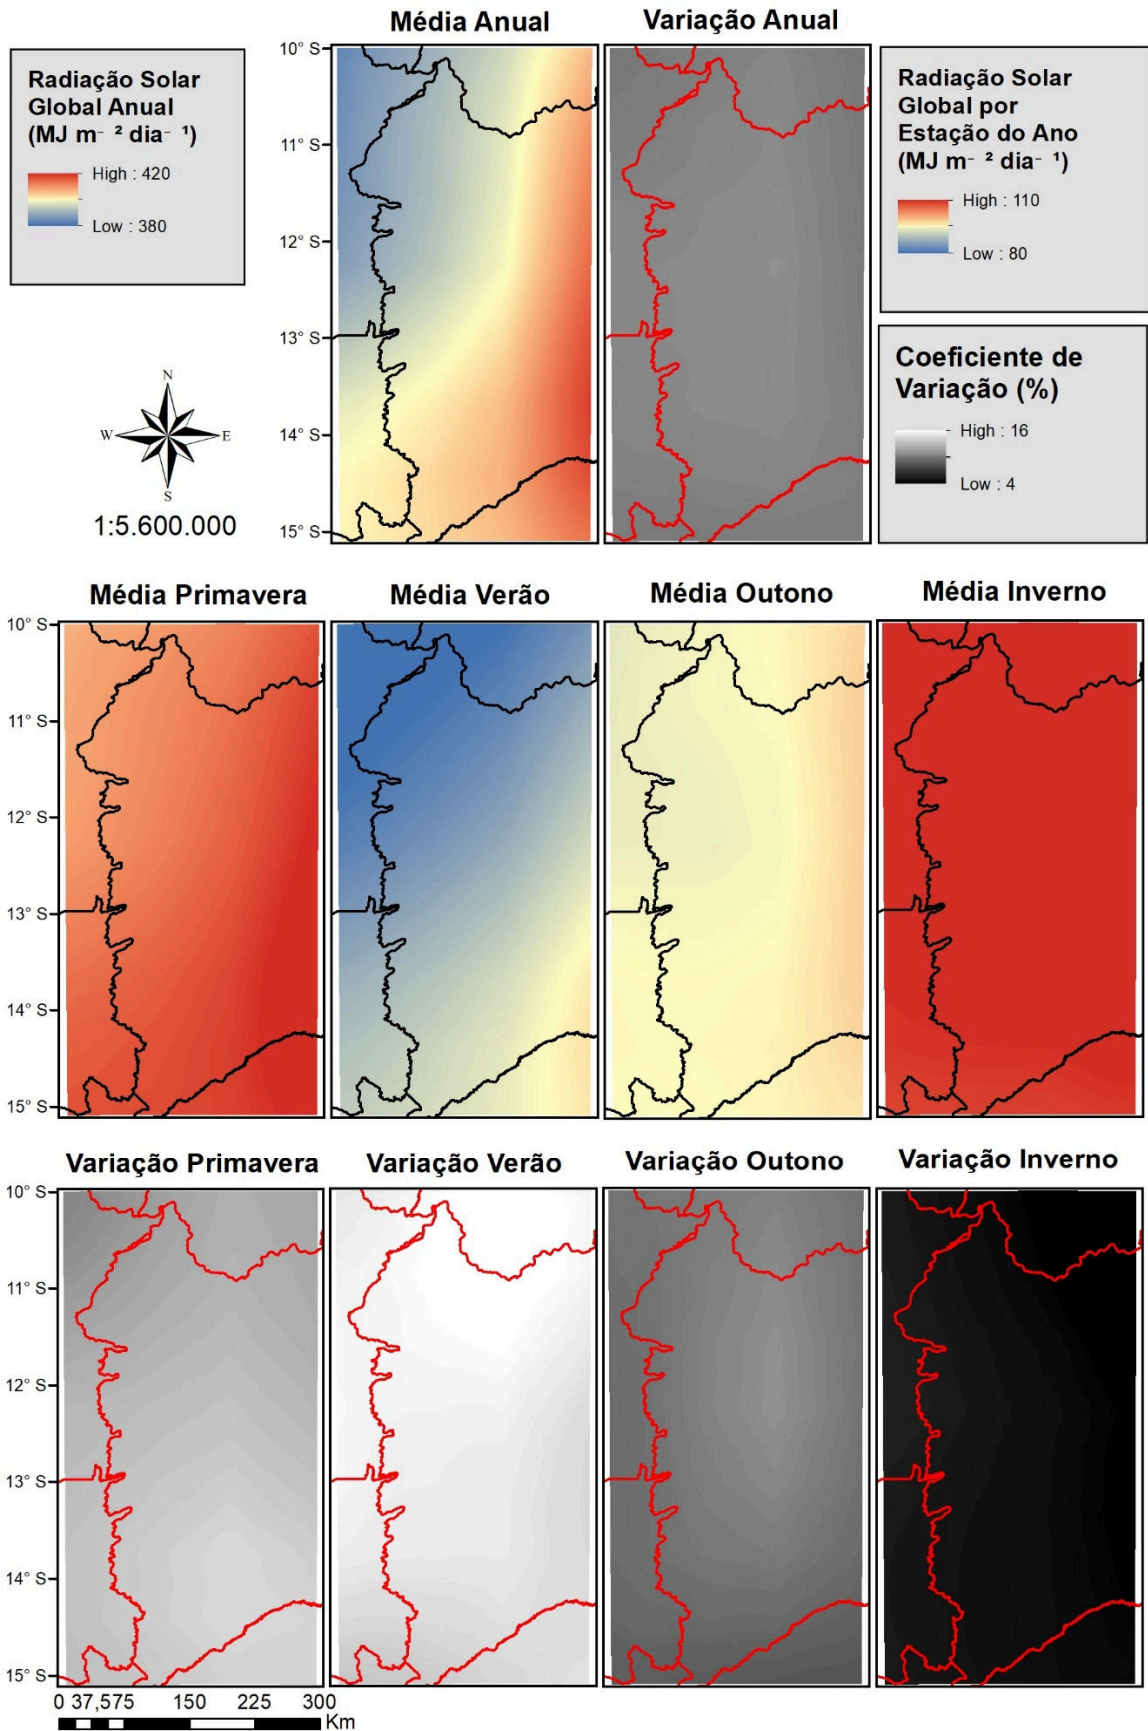 Média Anual
Variação Anual
Radiação Solar
Global Anual
(MJ m- ² dia- ¹)
High : 420
Low : 380
10° S
11° S
12° S
13° S
14° S
15° S
Radiação Solar
Global por
Estação do Ano
(MJ m- ² dia- ¹)
High : 110
Low : 80
Coeficiente de
Variação (%)
High : 16
Low : 4
N
W
E
S
1:5.600.000
Média Primavera
Média Verão
Média Outono
Média Inverno
10° S
11° S
12° S
13° S
14° S
15° S
Variação Primavera
Variação Verão
Variação Outono
Variação Inverno
10° S
11° S
12° S
13° S
14° S
15° S
0 37,575 150 225 300
Km